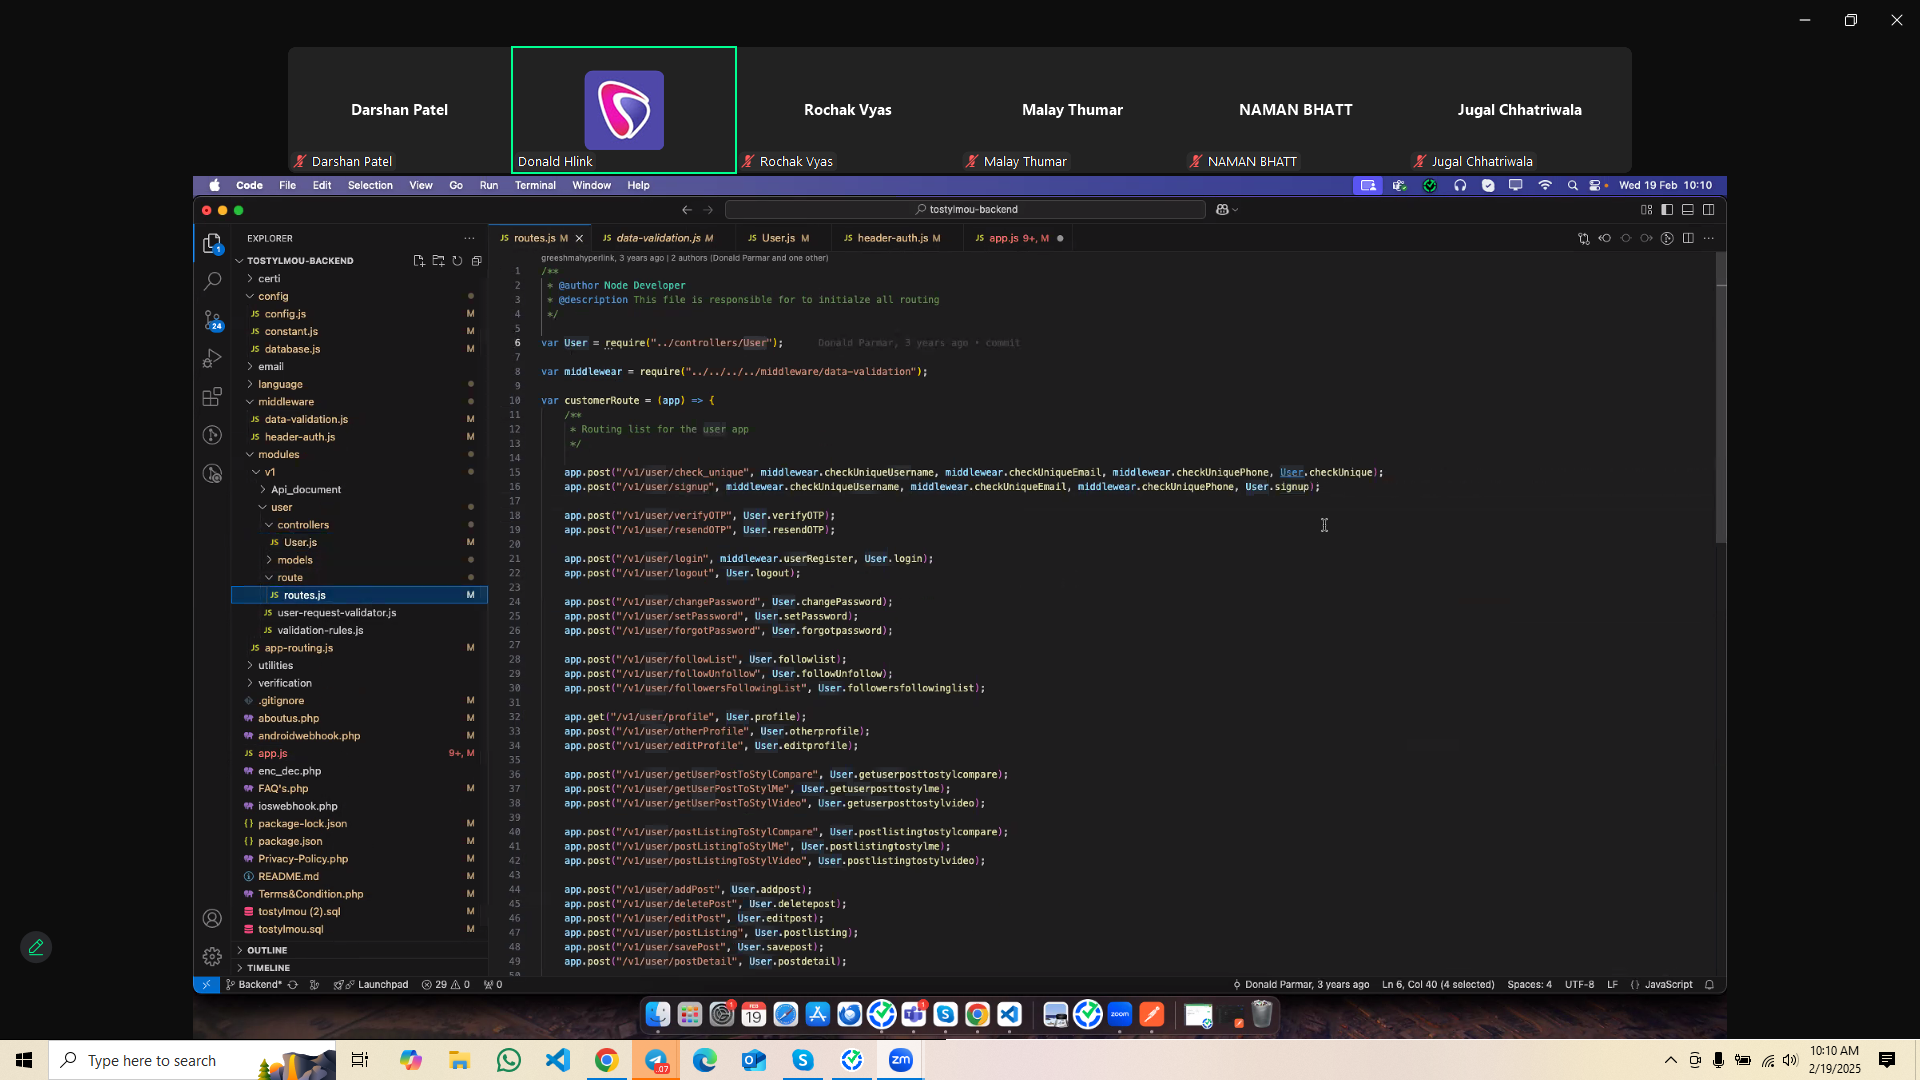 Darshan Patel
Rochak Vyas
Malay Thumar
NAMAN BHATT
Jugal Chhatriwala
Darshan Patel
Donald Hlink
Rochak Vyas
Malay Thumar
NAMAN BHATT
Jugal Chhatriwala
Code File Edit Selection View Go Run Terminal Window Help
Wed 19 Feb 10:10
tostylmou-backend
EXPLORER
routes.js M
data-validation.js M
User.js M
header-auth.js M
app.js 9+, M
TOSTYLMOU-BACKEND
certi
config
config.js M
constant.js M
database.js M
email
language
middleware
data-validation.js M
header-auth.js M
modules
v1
Api_document
user
controllers
User.js M
models
route
routes.js M
user-request-validator.js
validation-rules.js
app-routing.js M
utilities
verification
.gitignore M
aboutus.php M
androidwebhook.php M
app.js 9+, M
enc_dec.php
FAQ's.php M
ioswebhook.php
package-lock.json M
package.json M
Privacy-Policy.php M
README.md M
Terms&Condition.php M
tostylmou (2).sql M
tostylmou.sql M
OUTLINE
TIMELINE
greeshmahyperlink, 3 years ago | 2 authors (Donald Parmar and one other)
1 /**
2 * @author Node Developer
3 * @description This file is responsible for to initialze all routing
4 */
5
6 var User = require("../controllers/User"); Donald Parmar, 3 years ago • commit
7
8 var middlewear = require("../../../../middleware/data-validation");
9
10 var customerRoute = (app) => {
11 /**
12 * Routing list for the user app
13 */
14
15 app.post("/v1/user/check_unique", middlewear.checkUniqueUsername, middlewear.checkUniqueEmail, middlewear.checkUniquePhone, User.checkUnique);
16 app.post("/v1/user/signup", middlewear.checkUniqueUsername, middlewear.checkUniqueEmail, middlewear.checkUniquePhone, User.signup);
17
18 app.post("/v1/user/verifyOTP", User.verifyOTP);
19 app.post("/v1/user/resendOTP", User.resendOTP);
20
21 app.post("/v1/user/login", middlewear.userRegister, User.login);
22 app.post("/v1/user/logout", User.logout);
23
24 app.post("/v1/user/changePassword", User.changePassword);
25 app.post("/v1/user/setPassword", User.setPassword);
26 app.post("/v1/user/forgotPassword", User.forgotpassword);
27
28 app.post("/v1/user/followList", User.followlist);
29 app.post("/v1/user/followUnfollow", User.followUnfollow);
30 app.post("/v1/user/followersFollowingList", User.followersfollowinglist);
31
32 app.get("/v1/user/profile", User.profile);
33 app.post("/v1/user/otherProfile", User.otherprofile);
34 app.post("/v1/user/editProfile", User.editprofile);
35
36 app.post("/v1/user/getUserPostToStylCompare", User.getuserposttostylcompare);
37 app.post("/v1/user/getUserPostToStylMe", User.getuserposttostylme);
38 app.post("/v1/user/getUserPostToStylVideo", User.getuserposttostylvideo);
39
40 app.post("/v1/user/postListingToStylCompare", User.postlistingtostylcompare);
41 app.post("/v1/user/postListingToStylMe", User.postlistingtostylme);
42 app.post("/v1/user/postListingToStylVideo", User.postlistingtostylvideo);
43
44 app.post("/v1/user/addPost", User.addpost);
45 app.post("/v1/user/deletePost", User.deletepost);
46 app.post("/v1/user/editPost", User.editpost);
47 app.post("/v1/user/postListing", User.postlisting);
48 app.post("/v1/user/savePost", User.savepost);
49 app.post("/v1/user/postDetail", User.postdetail);
Backend* Launchpad 29 0 0
Donald Parmar, 3 years ago Ln 6, Col 40 (4 selected) Spaces: 4 UTF-8 LF {} JavaScript
FEB
19
zoom
Type here to search
zm
10:10 AM
2/19/2025